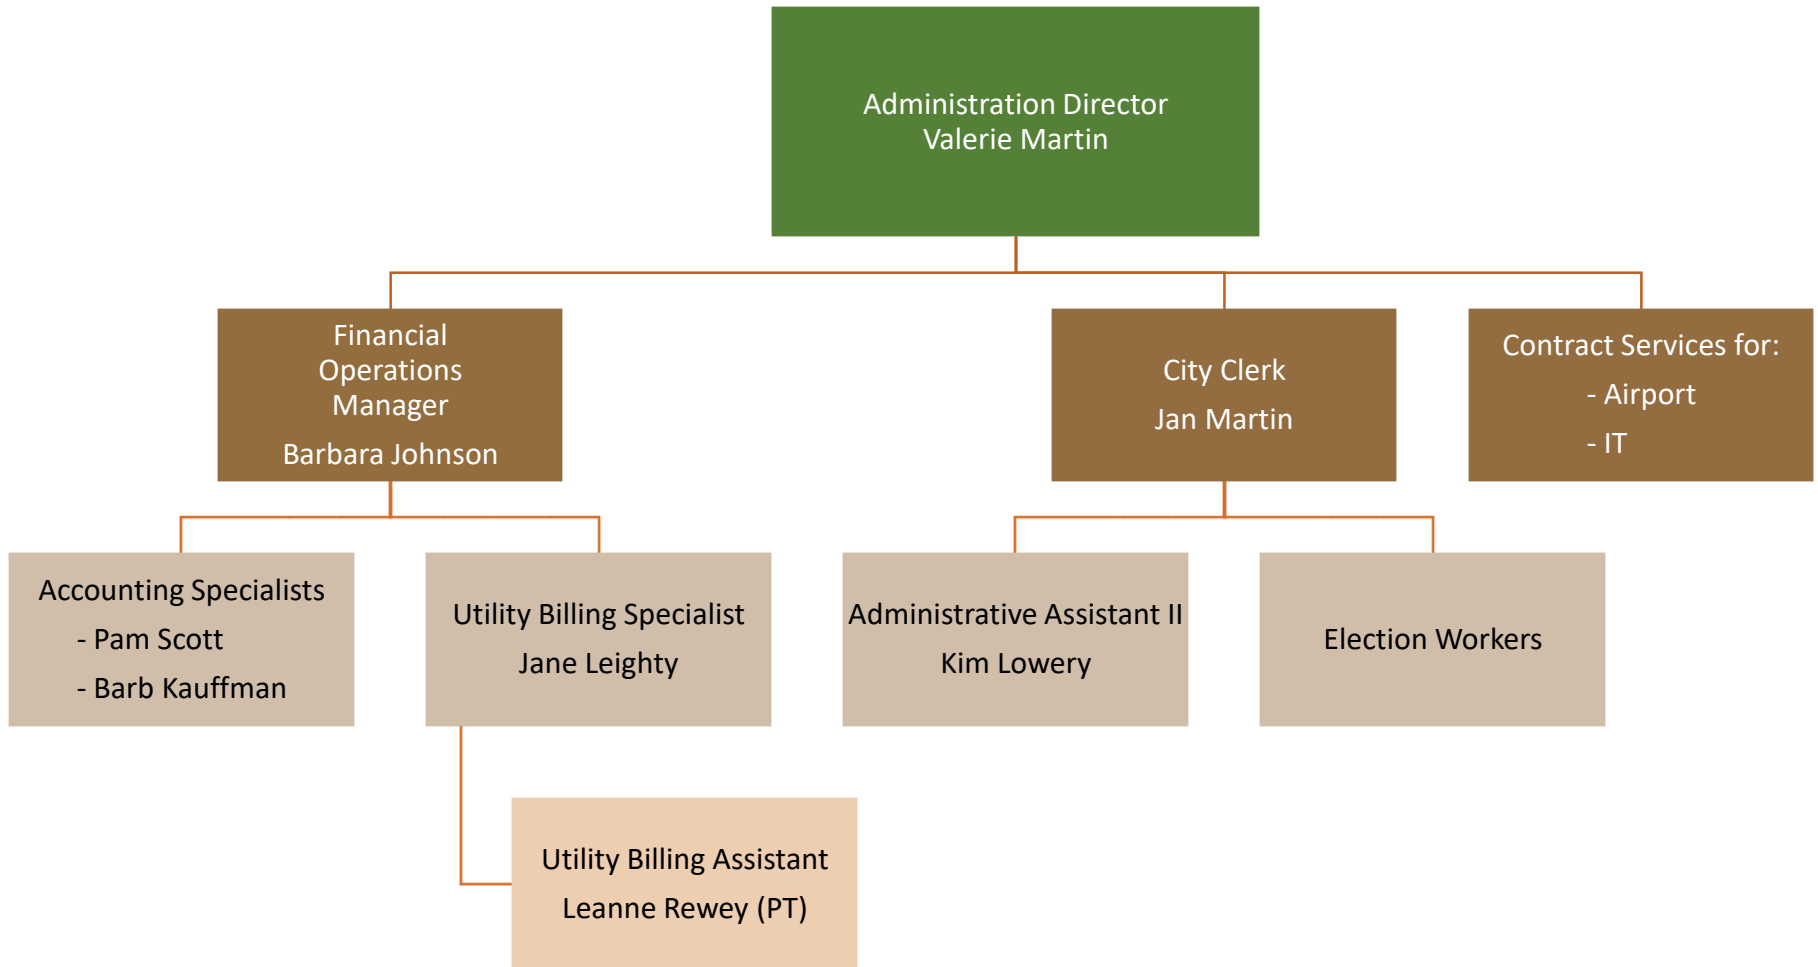 Administration Director
Valerie Martin
Financial
Operations
Manager
Barbara Johnson
City Clerk
Jan Martin
Contract Services for:
- Airport
- IT
Accounting Specialists
- Pam Scott
- Barb Kauffman
Utility Billing Specialist
Jane Leighty
Administrative Assistant II
Kim Lowery
Election Workers
Utility Billing Assistant
Leanne Rewey (PT)